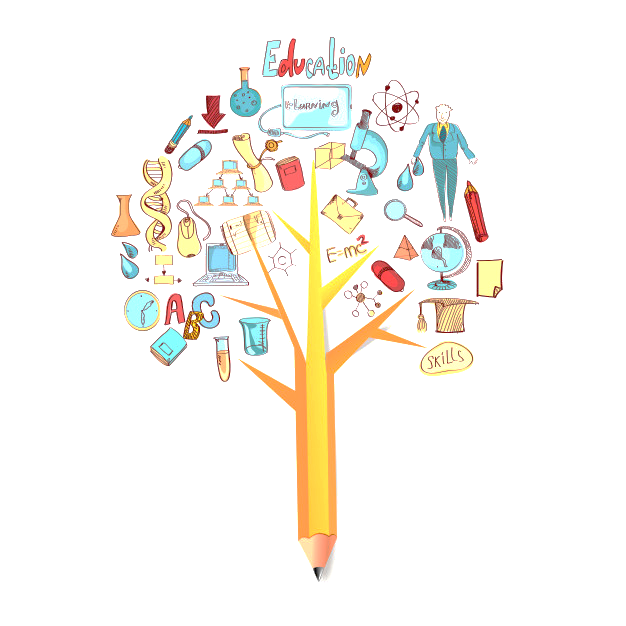 Education
e-Learning
E=mc²
ABC
SKILLS